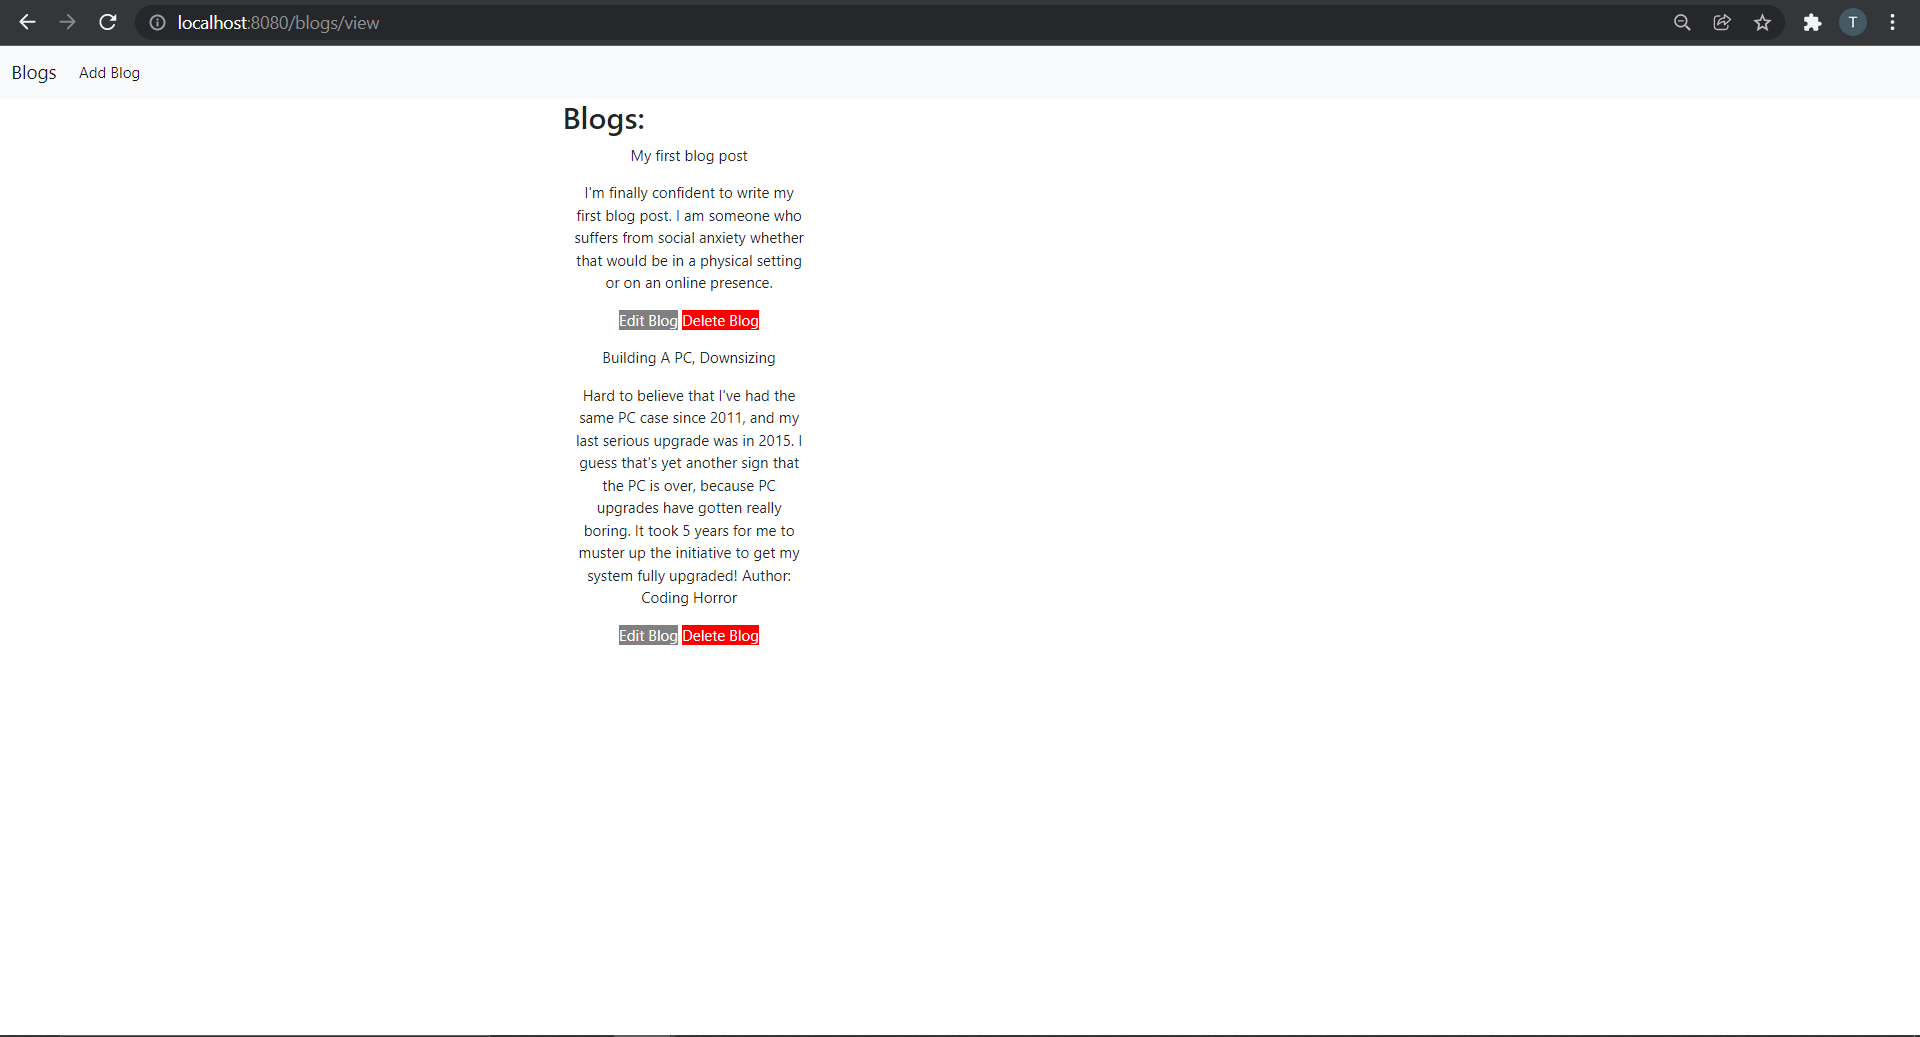 localhost:8080/blogs/view
T
Blogs Add Blog
Blogs:
My first blog post
I'm finally confident to write my
first blog post. I am someone who
suffers from social anxiety whether
that would be in a physical setting
or on an online presence.
Edit Blog Delete Blog
Building A PC, Downsizing
Hard to believe that I've had the
same PC case since 2011, and my
last serious upgrade was in 2015. I
guess that's yet another sign that
the PC is over, because PC
upgrades have gotten really
boring. It took 5 years for me to
muster up the initiative to get my
system fully upgraded! Author:
Coding Horror
Edit Blog Delete Blog